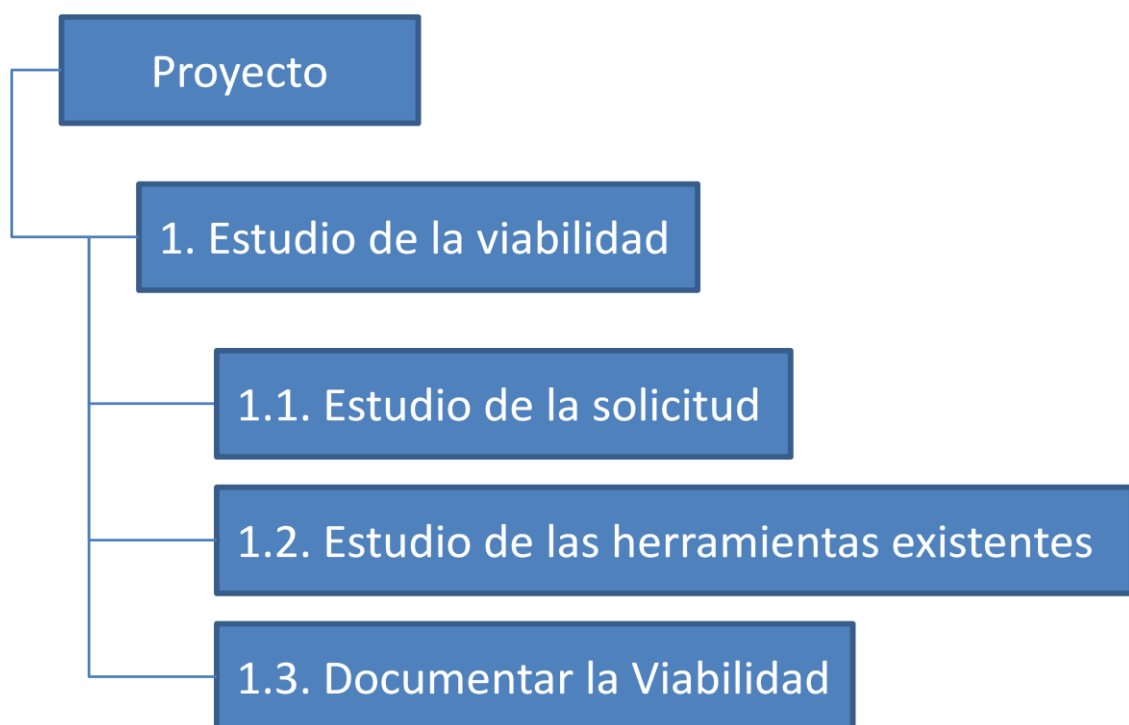 Proyecto
1. Estudio de la viabilidad
1.1. Estudio de la solicitud
1.2. Estudio de las herramientas existentes
1.3. Documentar la Viabilidad